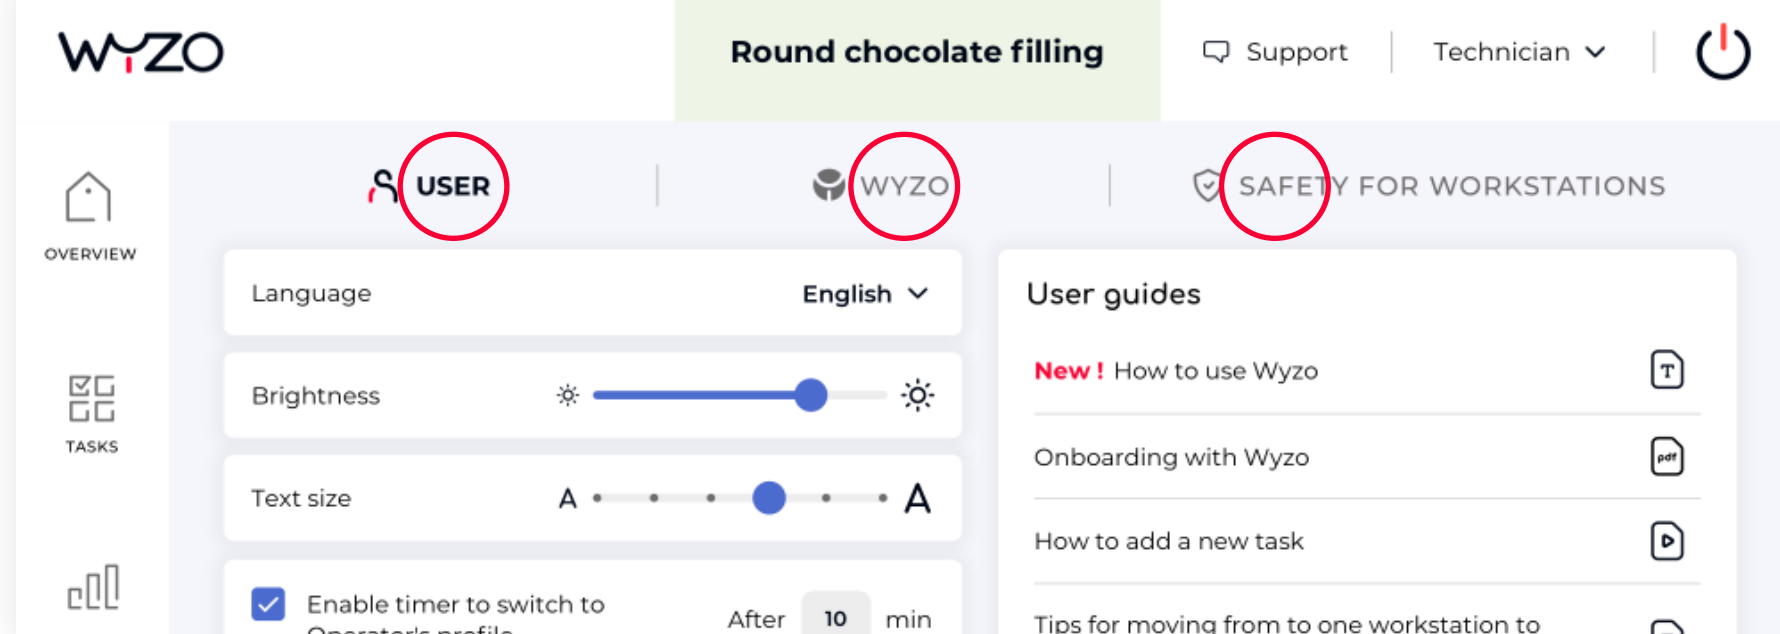 WYZO
Round chocolate filling
Support
Technician
USER
WYZO
SAFETY FOR WORKSTATIONS
OVERVIEW
TASKS
Language
English
Brightness
Text size
A
A
Enable timer to switch to
Operator's profile
After 10 min
User guides
New ! How to use Wyzo
T
Onboarding with Wyzo
pdf
How to add a new task
Tips for moving from to one workstation to